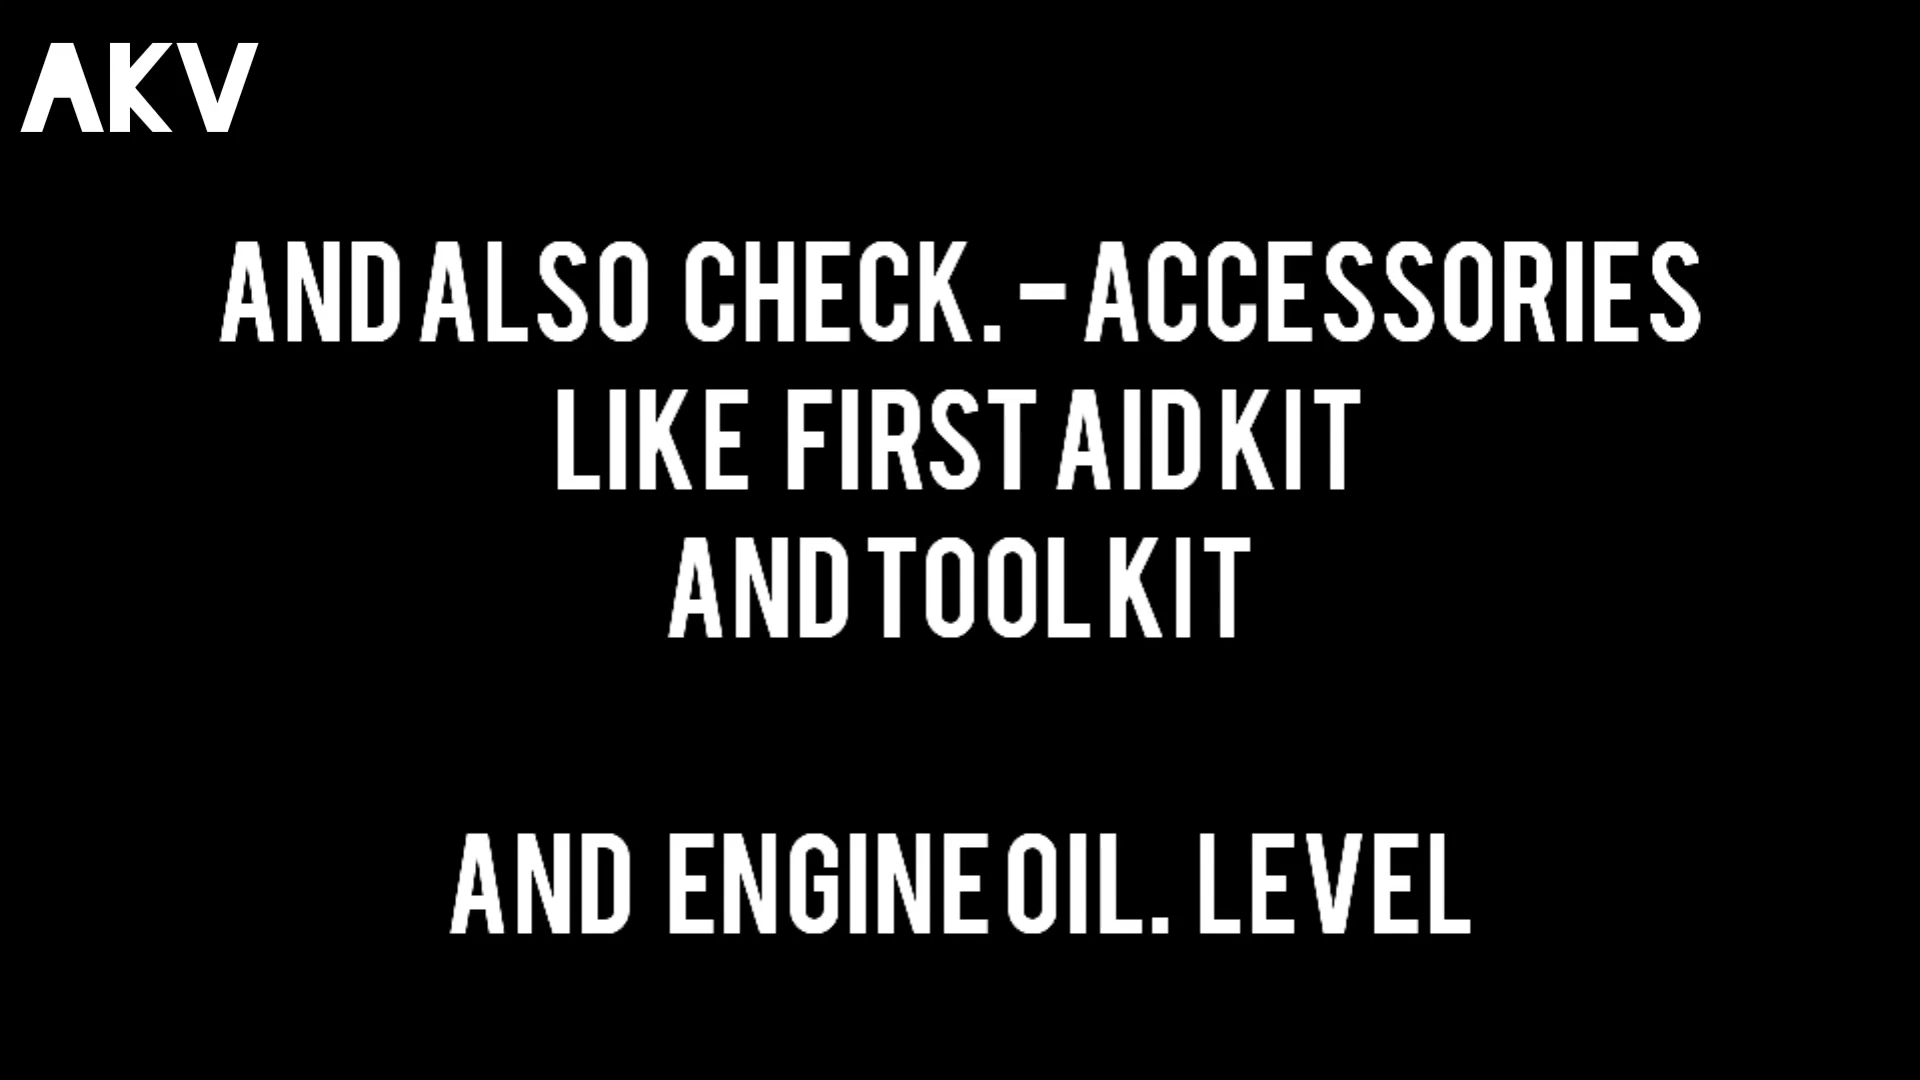 AKV
AND ALSO CHECK.-ACCESSORIES
LIKE FIRST AID KIT
AND TOOL KIT
AND ENGINE OIL. LEVEL